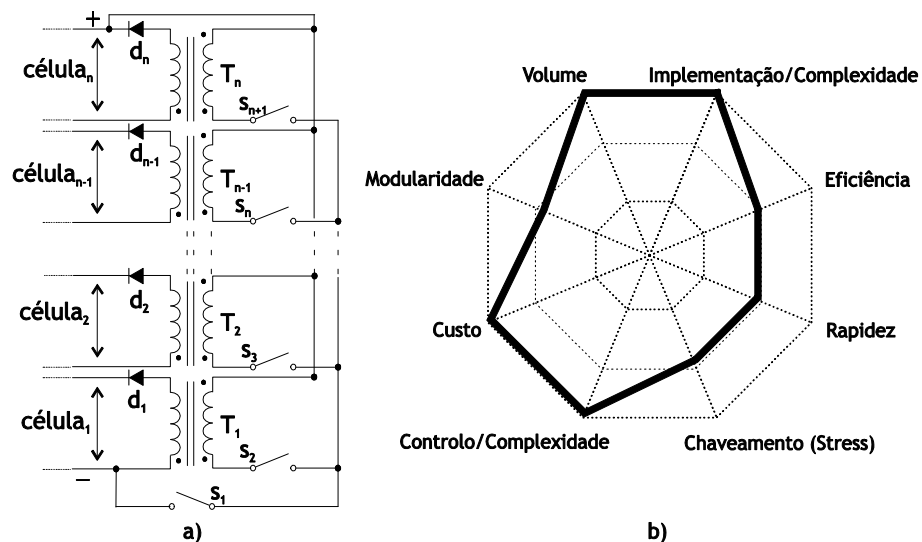 +
dₙ
célulaₙ
Tₙ
sₙ₊₁
dₙ₋₁
célulaₙ₋₁
Tₙ₋₁
sₙ
d₂
célula₂
T₂
s₃
d₁
célula₁
T₁
s₂
−
s₁
a)
Volume
Implementação/Complexidade
Modularidade
Eficiência
Custo
Rapidez
Controlo/Complexidade
Chaveamento (Stress)
b)